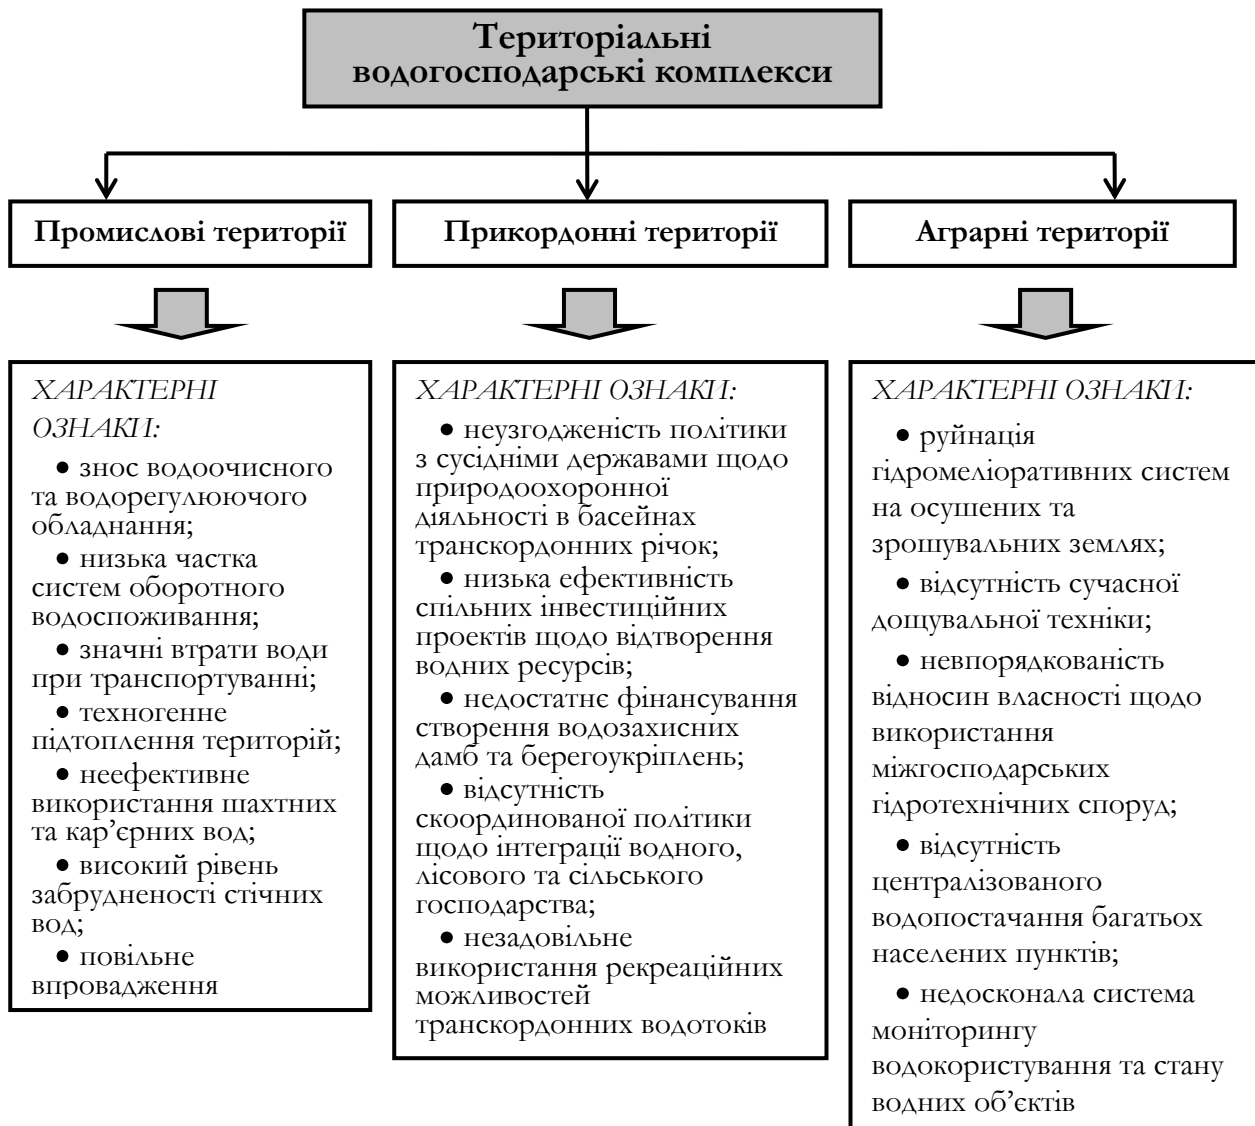 Територіальні
водогосподарські комплекси
Промислові території
Прикордонні території
Аграрні території
ХАРАКТЕРНІ
ОЗНАКИ:
• знос водоочисного
та водорегулюючого
обладнання;
• низька частка
систем оборотного
водоспоживання;
• значні втрати води
при транспортуванні;
• техногенне
підтоплення територій;
• неефективне
використання шахтних
та кар’єрних вод;
• високий рівень
забрудненості стічних
вод;
• повільне
впровадження
ХАРАКТЕРНІ ОЗНАКИ:
• неузгодженість політики
з сусідніми державами щодо
природоохоронної
діяльності в басейнах
транскордонних річок;
• низька ефективність
спільних інвестиційних
проектів щодо відтворення
водних ресурсів;
• недостатнє фінансування
створення водозахисних
дамб та берегоукріплень;
• відсутність
скоординованої політики
щодо інтеграції водного,
лісового та сільського
господарства;
• незадовільне
використання рекреаційних
можливостей
транскордонних водотоків
ХАРАКТЕРНІ ОЗНАКИ:
• руйнація
гідромеліоративних систем
на осушених та
зрошувальних землях;
• відсутність сучасної
дощувальної техніки;
• невпорядкованість
відносин власності щодо
використання
міжгосподарських
гідротехнічних споруд;
• відсутність
централізованого
водопостачання багатьох
населених пунктів;
• недосконала система
моніторингу
водокористування та стану
водних об’єктів